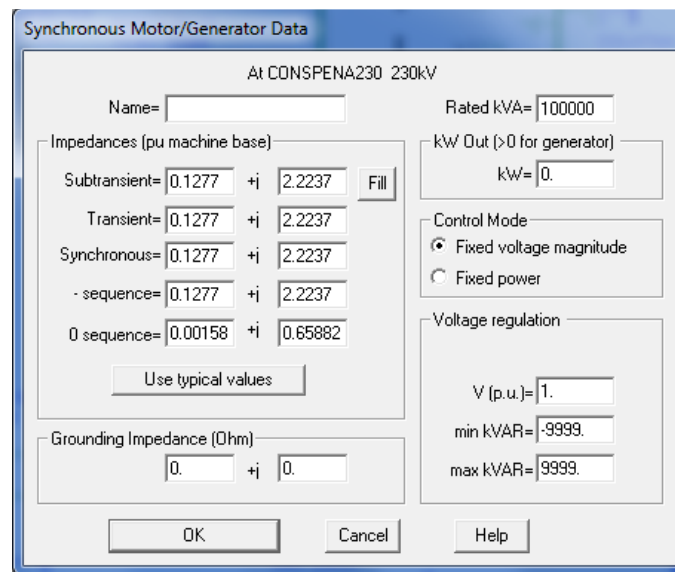 Synchronous Motor/Generator Data
At CONSPENA230 230kV
Name=
Rated kVA= 100000
Impedances (pu machine base)
Subtransient= 0.1277 +j 2.2237 Fill
Transient= 0.1277 +j 2.2237
Synchronous= 0.1277 +j 2.2237
- sequence= 0.1277 +j 2.2237
0 sequence= 0.00158 +j 0.65882
Use typical values
Grounding Impedance (Ohm)
0. +j 0.
kW Out (>0 for generator)
kW= 0.
Control Mode
Fixed voltage magnitude
Fixed power
Voltage regulation
V (p.u.)= 1.
min kVAR= -9999.
max kVAR= 9999.
OK Cancel Help